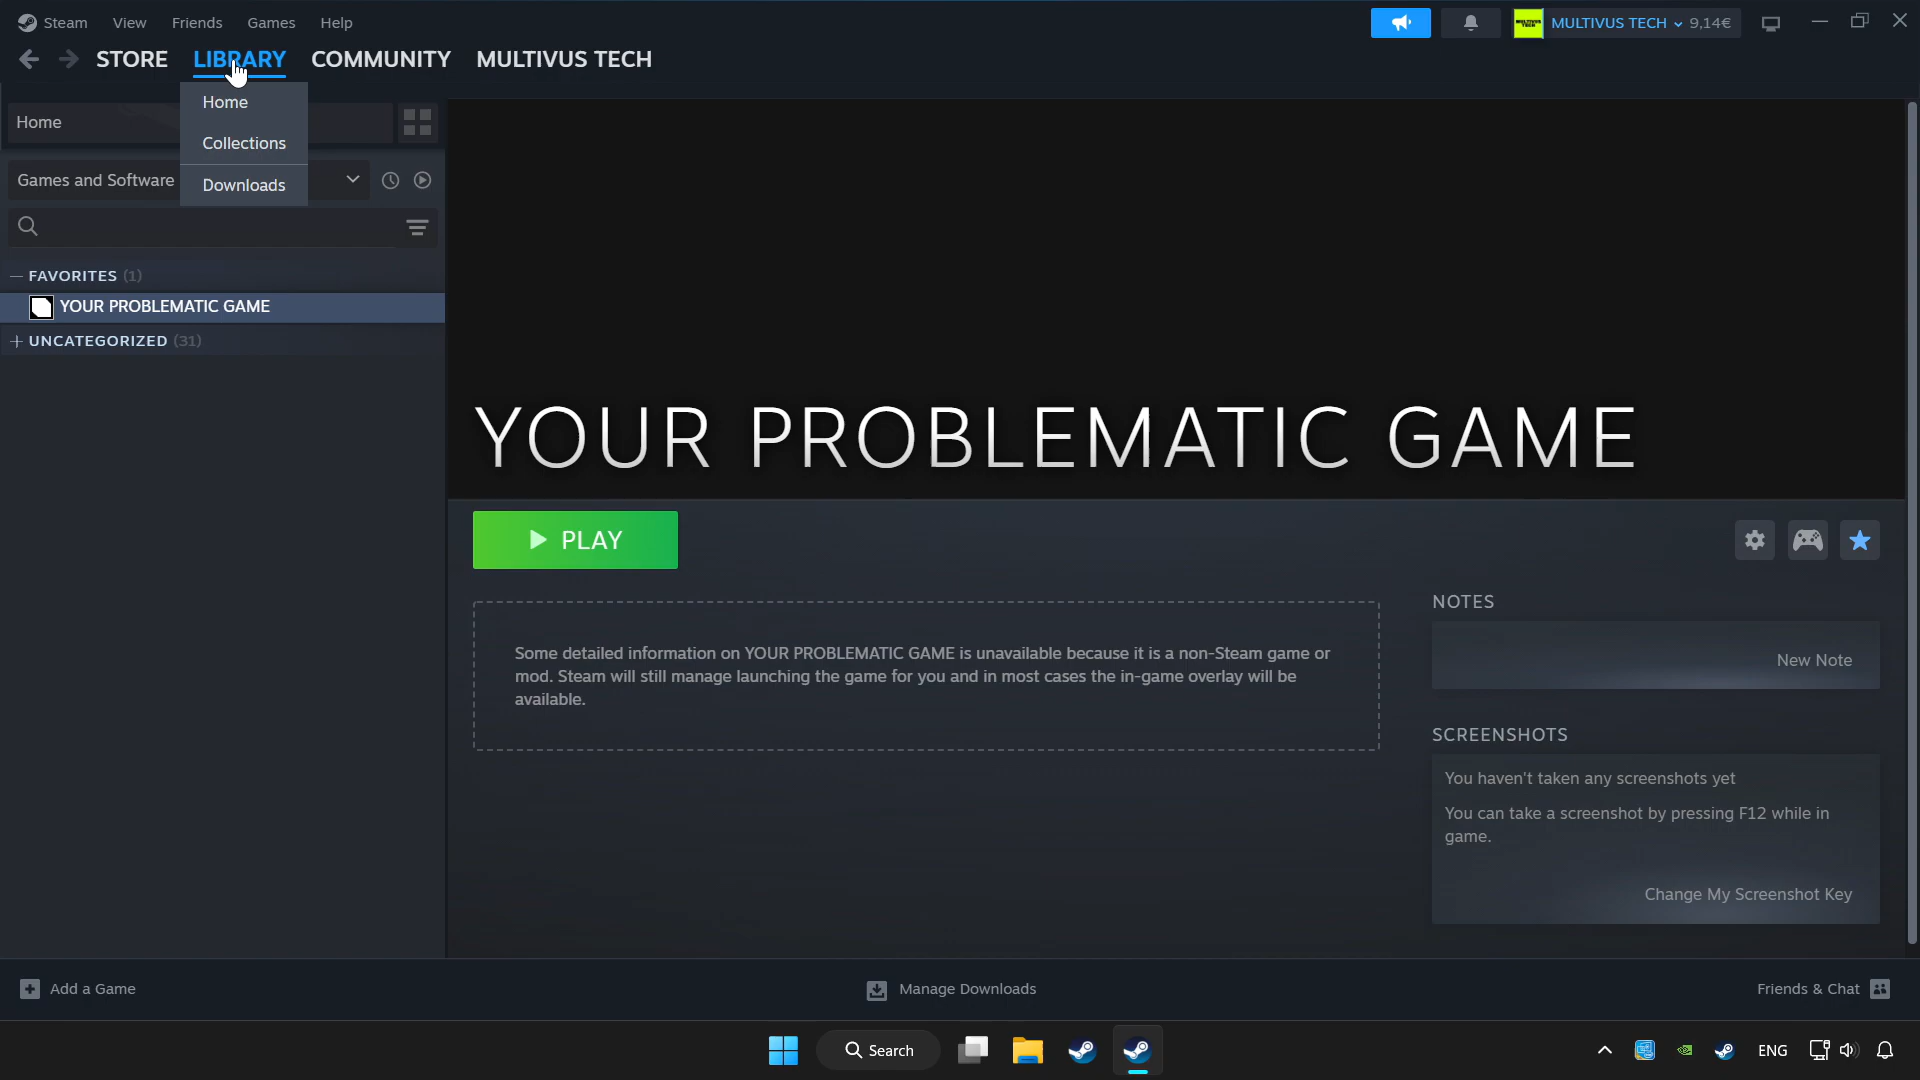 Steam View Friends Games Help
MULTIVUS TECH 9,14€
STORE LIBRARY COMMUNITY MULTIVUS TECH
Home
Collections
Downloads
Home
Games and Software
FAVORITES (1)
YOUR PROBLEMATIC GAME
UNCATEGORIZED (31)
YOUR PROBLEMATIC GAME
PLAY
Some detailed information on YOUR PROBLEMATIC GAME is unavailable because it is a non-Steam game or
mod. Steam will still manage launching the game for you and in most cases the in-game overlay will be
available.
NOTES
New Note
SCREENSHOTS
You haven't taken any screenshots yet
You can take a screenshot by pressing F12 while in
game.
Change My Screenshot Key
Add a Game
Manage Downloads
Friends & Chat
Search
ENG